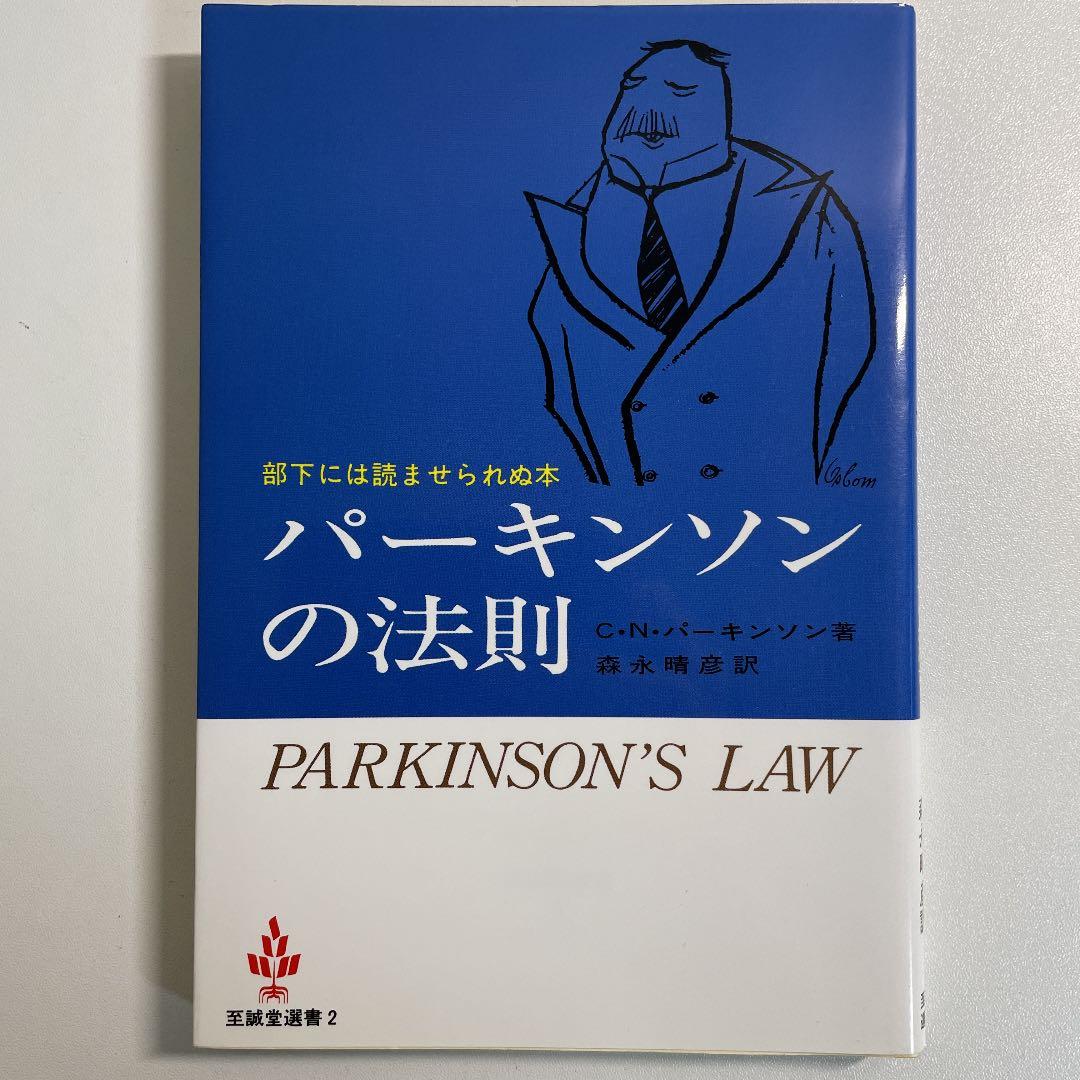 Osborn
部下には読ませられぬ本
パーキンソン
の法則
C・N・パーキンソン著
森永晴彦訳
PARKINSON'S LAW
至誠堂選書2